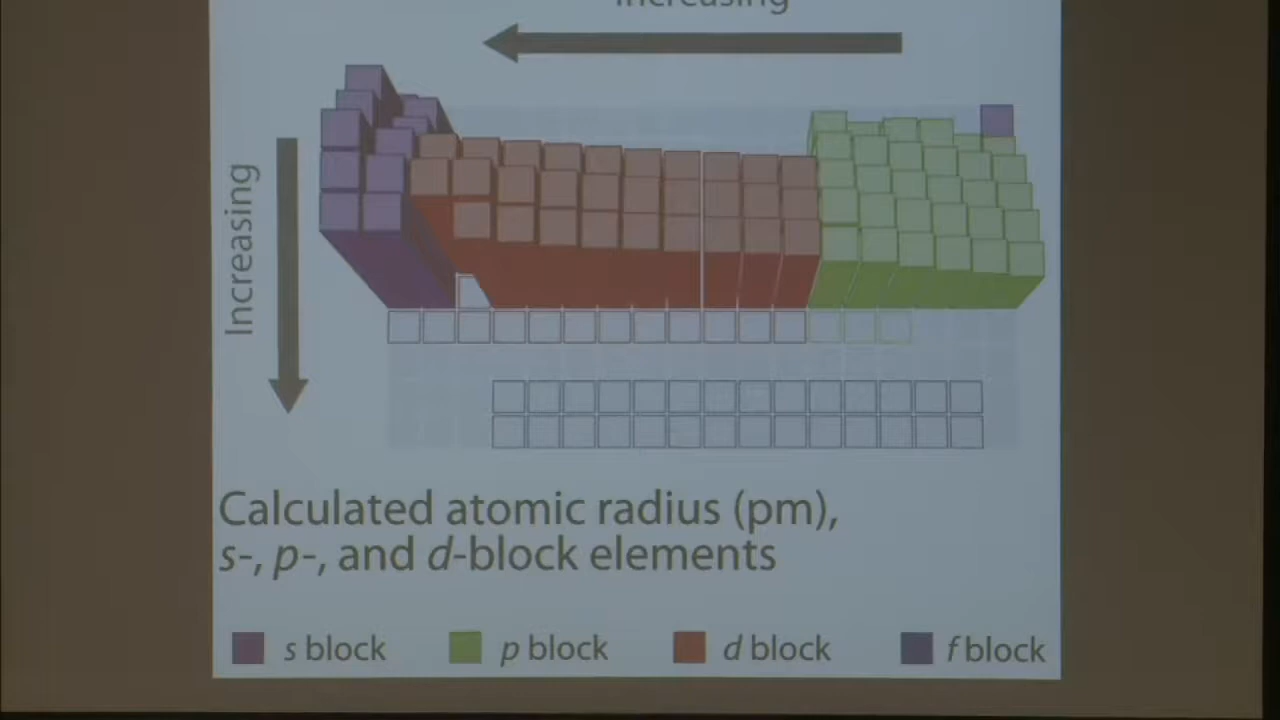 Increasing
Increasing
Calculated atomic radius (pm),
s-, p-, and d-block elements
s block
p block
d block
f block